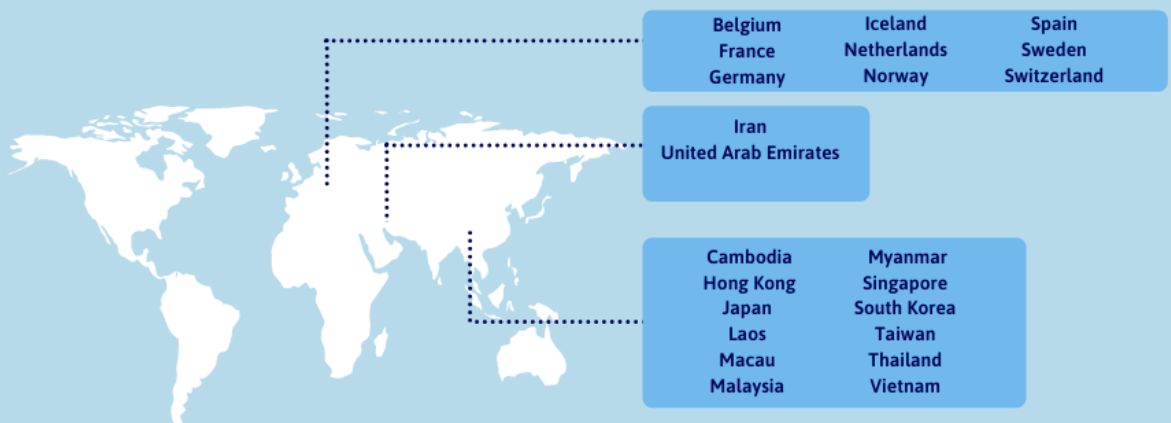 Belgium Iceland Spain
France Netherlands Sweden
Germany Norway Switzerland
Iran
United Arab Emirates
Cambodia Myanmar
Hong Kong Singapore
Japan South Korea
Laos Taiwan
Macau Thailand
Malaysia Vietnam